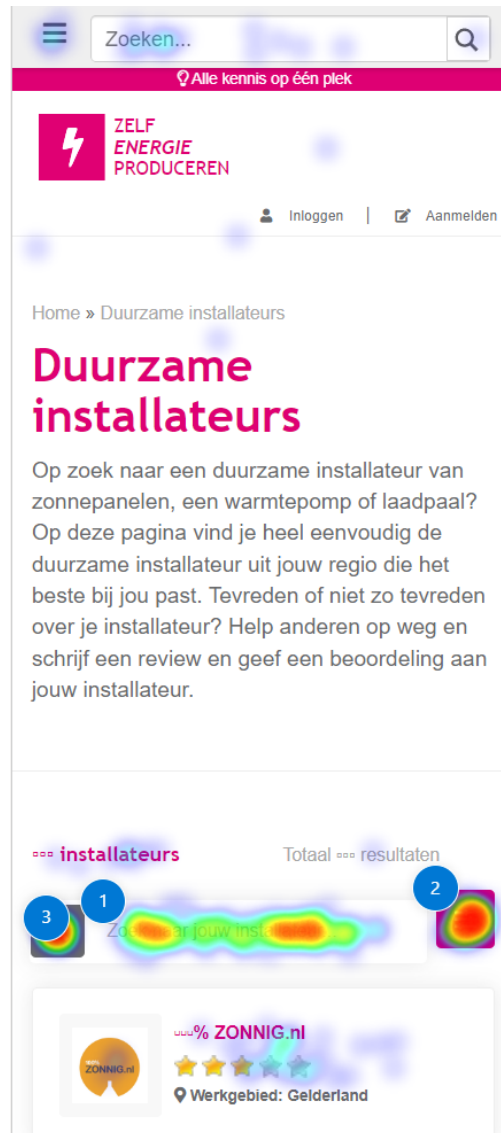 Zoeken...
Alle kennis op één plek
ZELF
ENERGIE
PRODUCEREN
Inloggen | Aanmelden
Home » Duurzame installateurs
Duurzame
installateurs
Op zoek naar een duurzame installateur van
zonnepanelen, een warmtepomp of laadpaal?
Op deze pagina vind je heel eenvoudig de
duurzame installateur uit jouw regio die het
beste bij jou past. Tevreden of niet zo tevreden
over je installateur? Help anderen op weg en
schrijf een review en geef een beoordeling aan
jouw installateur.
▫▫▫ installateurs Totaal ▫▫▫ resultaten
3 1 2
jouw
▫▫▫% ZONNIG.nl
ZONNIG.nl
Werkgebied: Gelderland